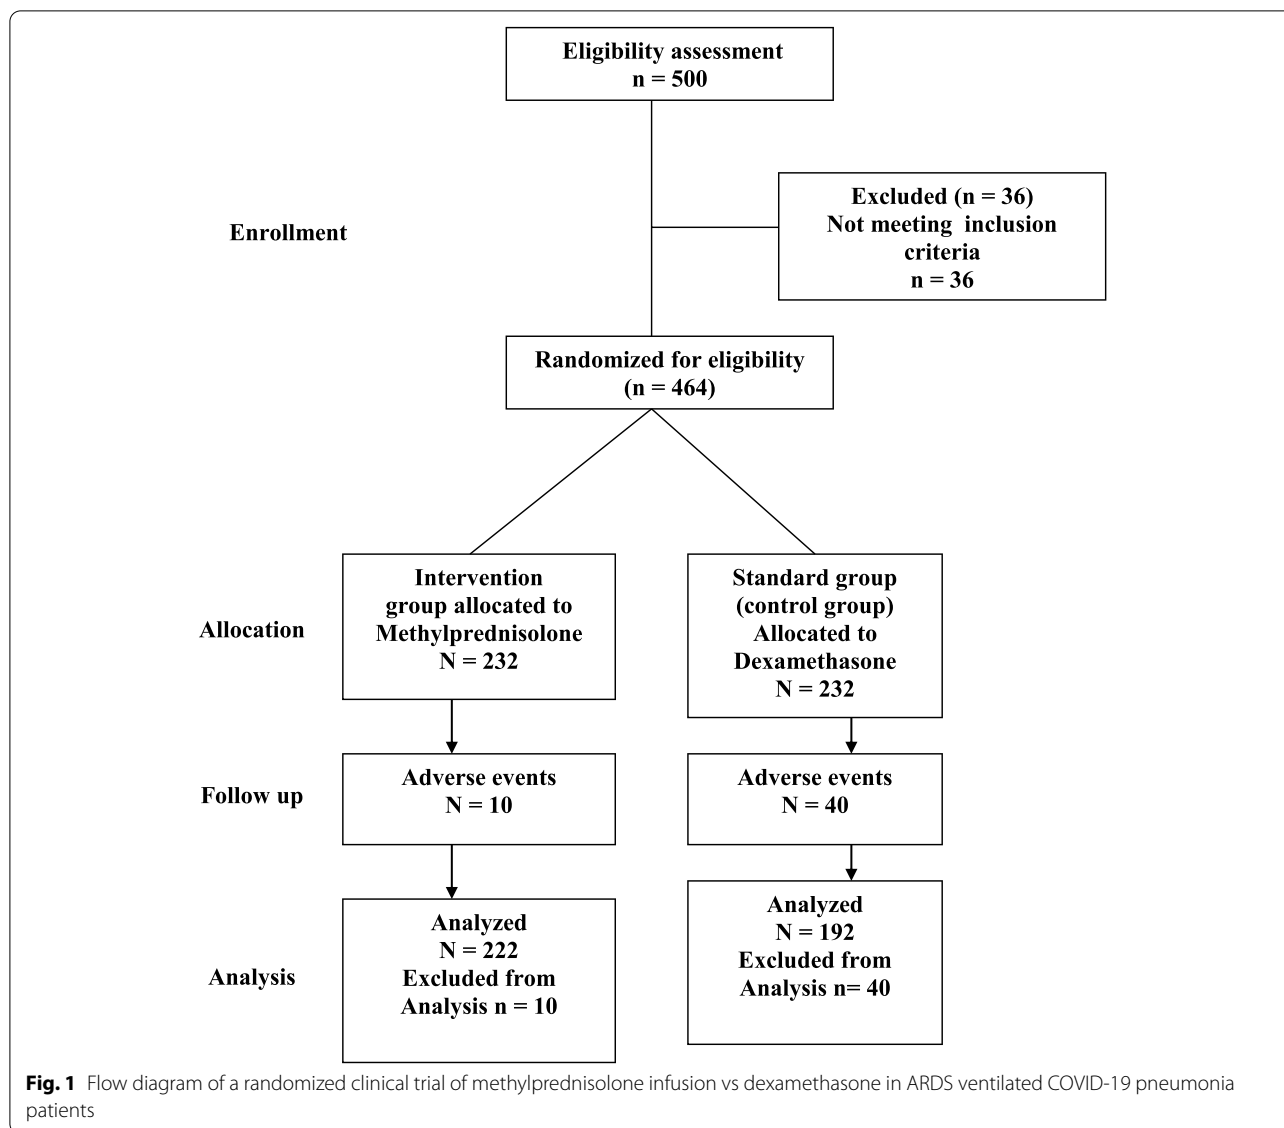 Eligibility assessment
n = 500
Enrollment
Excluded (n = 36)
Not meeting inclusion
criteria
n = 36
Randomized for eligibility
(n = 464)
Allocation
Intervention
group allocated to
Methylprednisolone
N = 232
Standard group
(control group)
Allocated to
Dexamethasone
N = 232
Follow up
Adverse events
N = 10
Adverse events
N = 40
Analysis
Analyzed
N = 222
Excluded from
Analysis n = 10
Analyzed
N = 192
Excluded from
Analysis n= 40
Fig. 1 Flow diagram of a randomized clinical trial of methylprednisolone infusion vs dexamethasone in ARDS ventilated COVID-19 pneumonia
patients